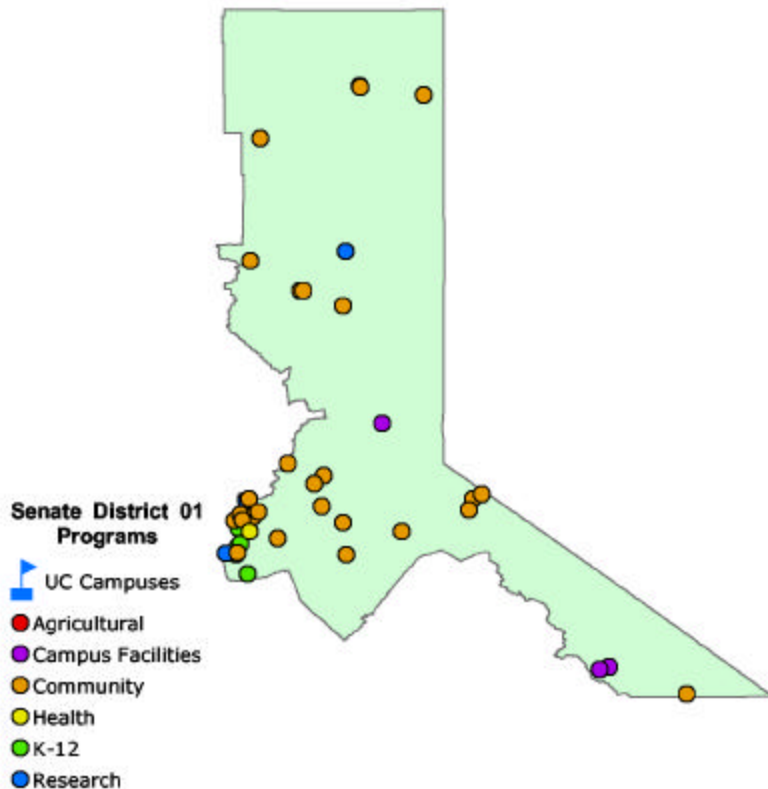 Senate District 01
Programs
UC Campuses
Agricultural
Campus Facilities
Community
Health
K-12
Research